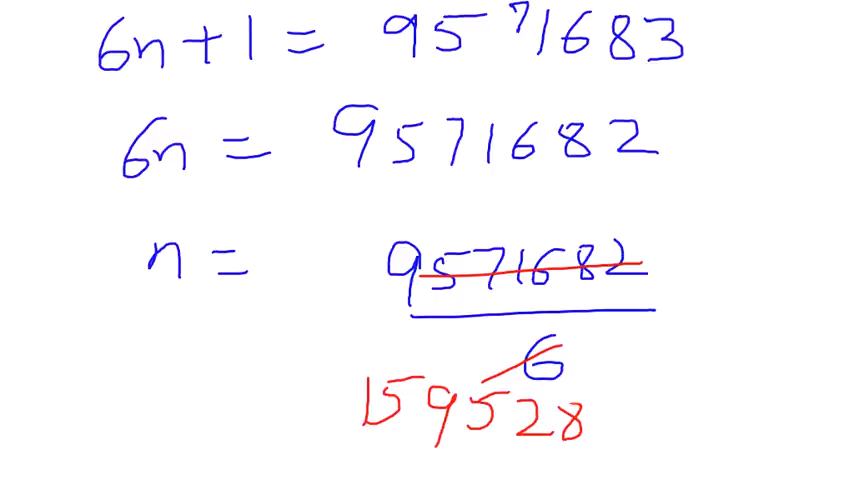 6n + 1 = 9571683
6n = 9571682
n = 9571682
6
159528